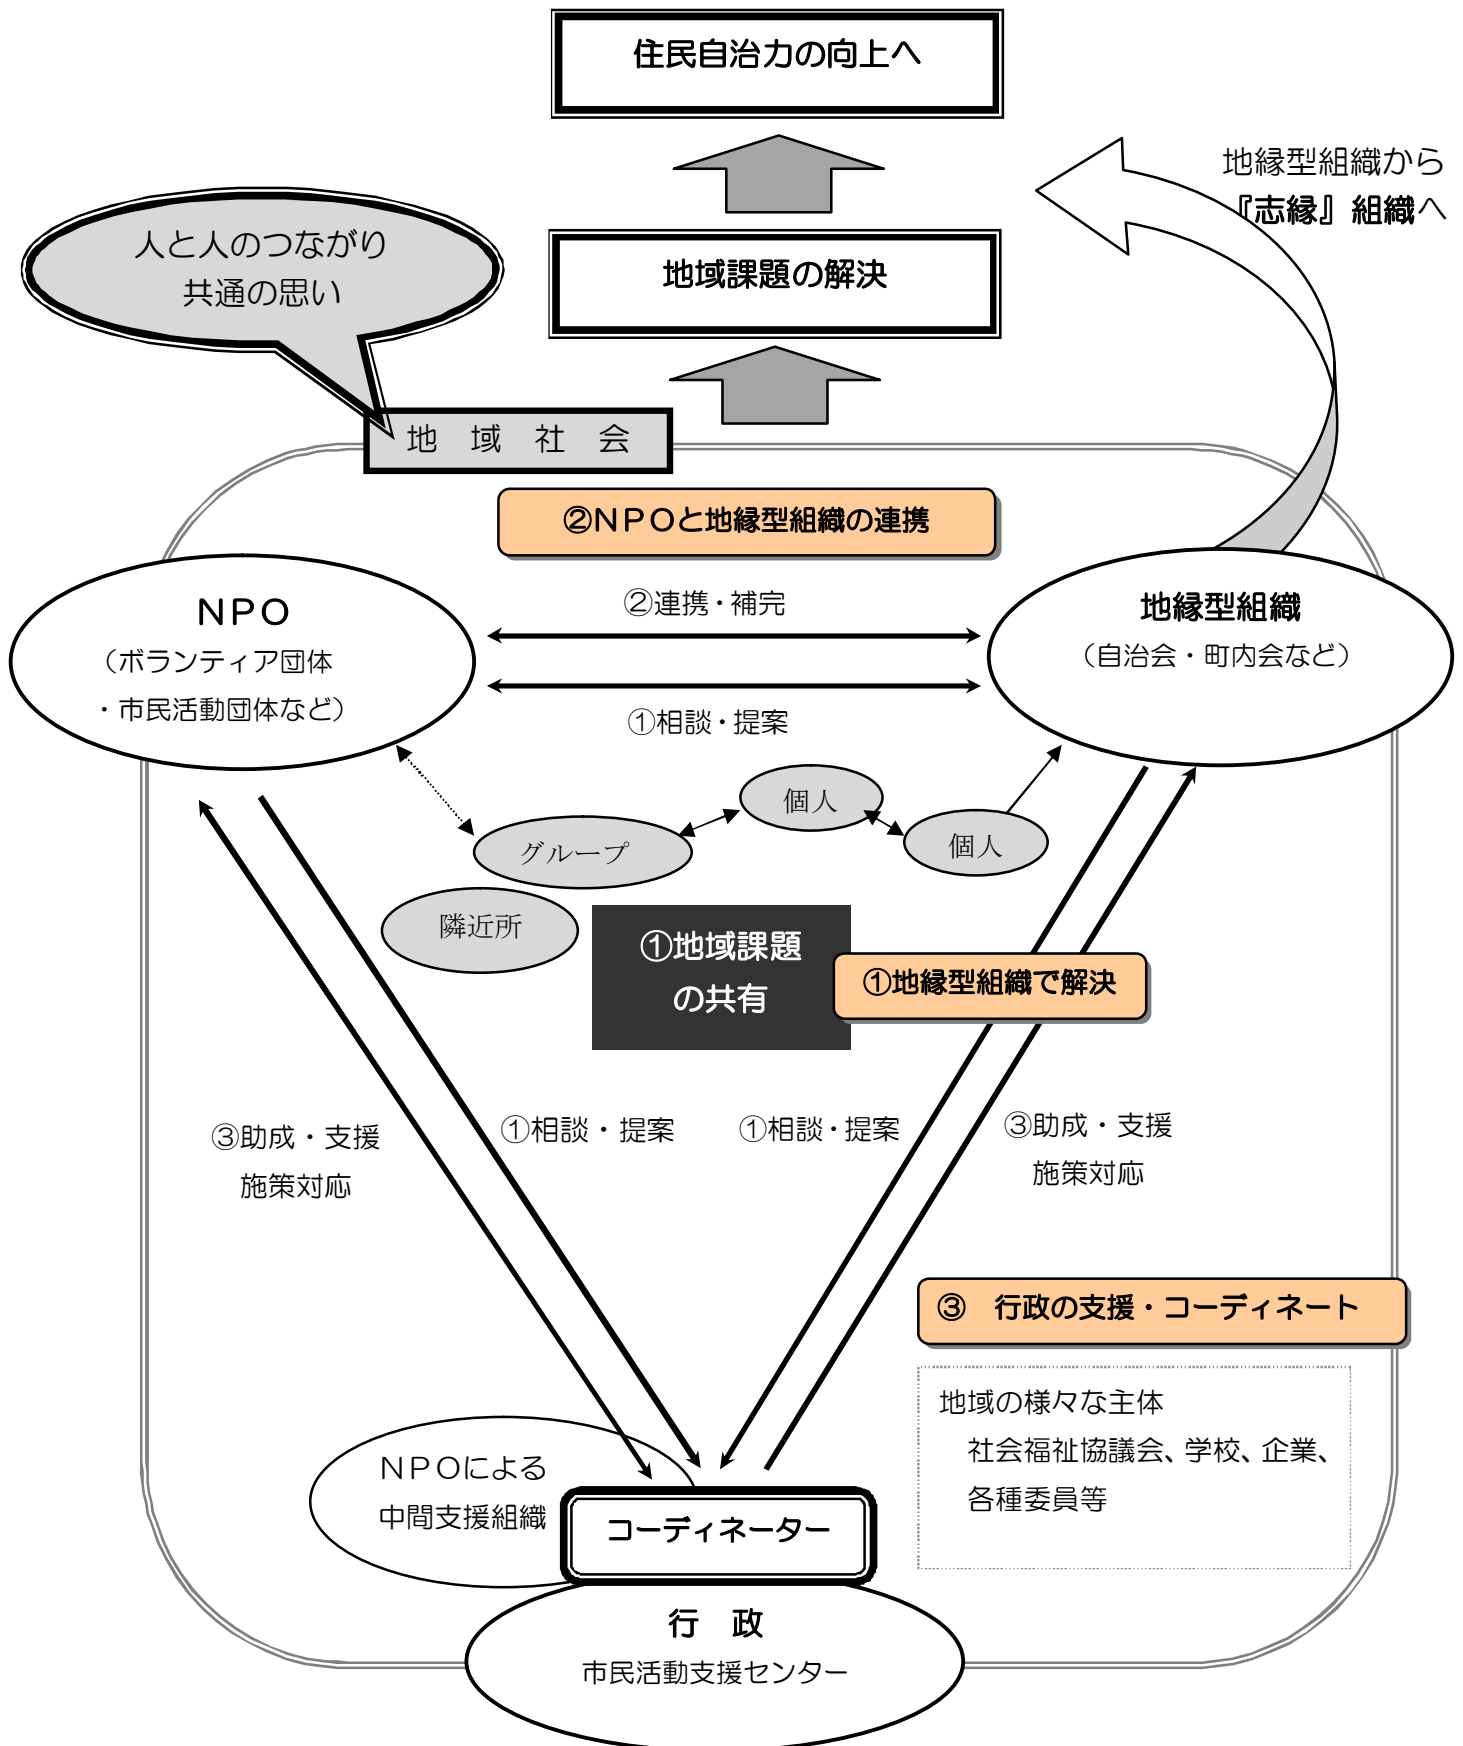 住民自治力の向上へ
地縁型組織から
『志縁』組織へ
人と人のつながり
共通の思い
地域課題の解決
地　域　社　会
②ＮＰＯと地縁型組織の連携
ＮＰＯ
（ボランティア団体
・市民活動団体など）
②連携・補完
①相談・提案
地縁型組織
（自治会・町内会など）
個人
個人
グループ
隣近所
①地域課題
の共有
①地縁型組織で解決
③助成・支援
施策対応
①相談・提案
①相談・提案
③助成・支援
施策対応
③　行政の支援・コーディネート
地域の様々な主体
社会福祉協議会、学校、企業、
各種委員等
ＮＰＯによる
中間支援組織
コーディネーター
行　政
市民活動支援センター